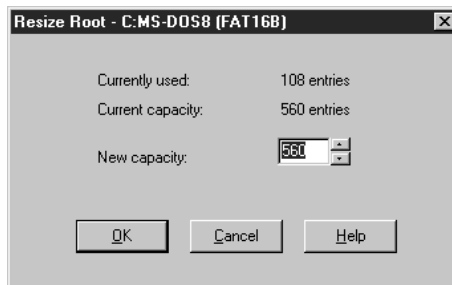 Resize Root - C:MS-DOS8 (FAT16B)
Currently used: 108 entries
Current capacity: 560 entries
New capacity: 560
OK Cancel Help